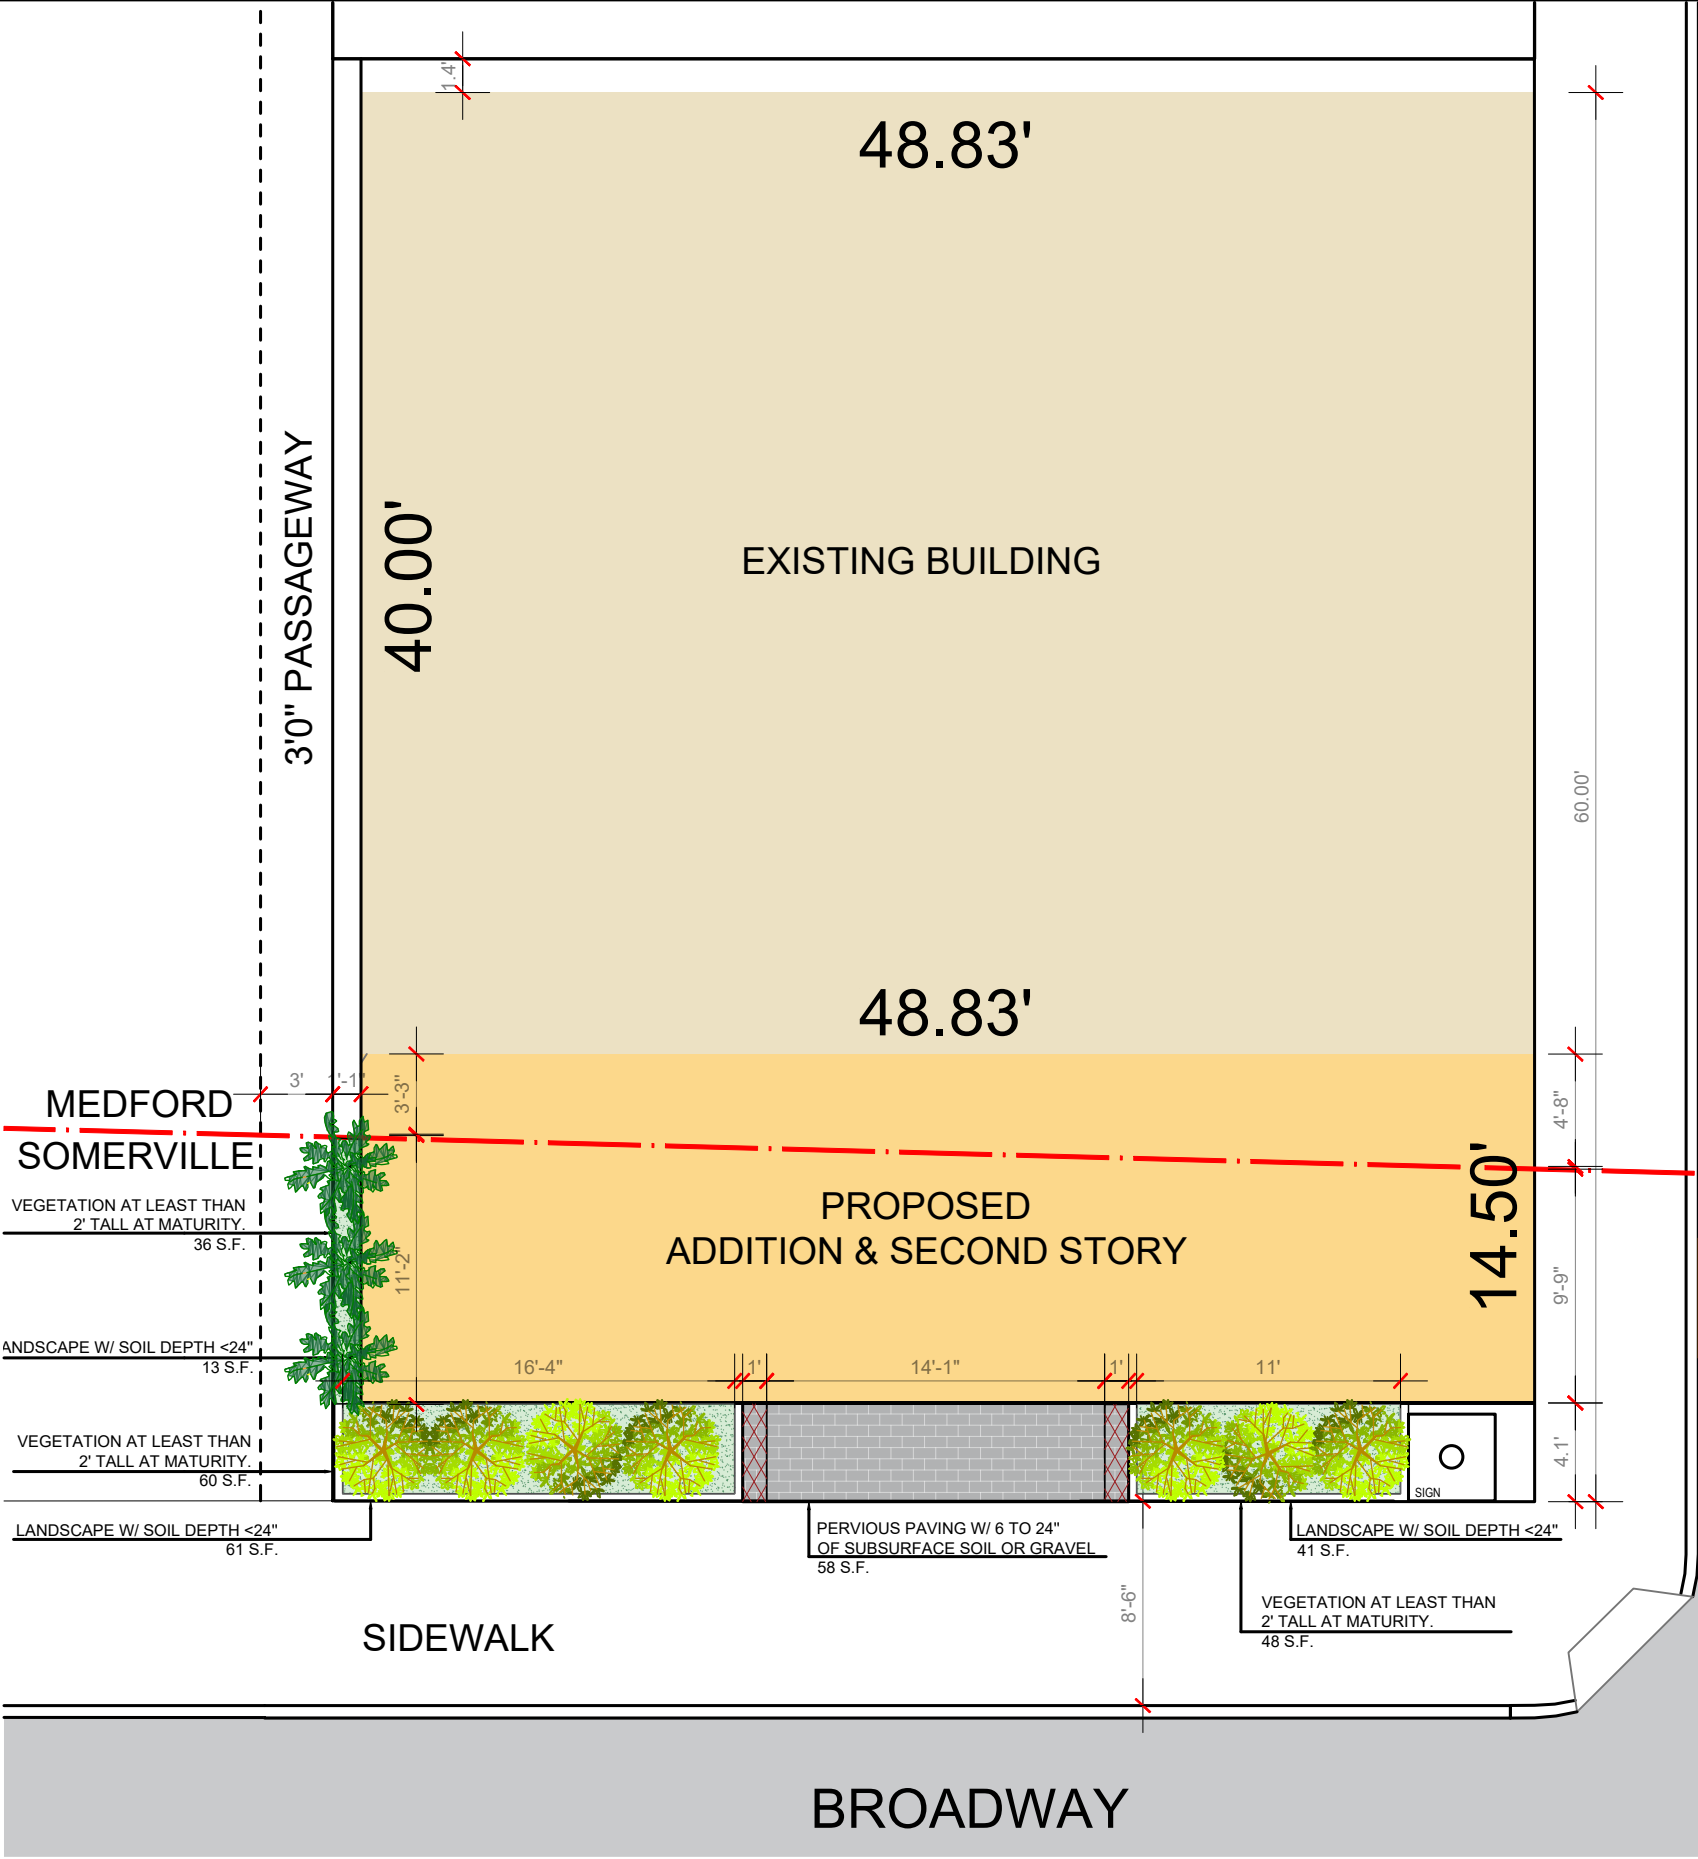 1.4'
48.83'
3'0" PASSAGEWAY
40.00'
EXISTING BUILDING
60.00'
48.83'
3'
1'-1"
3'-3"
4'-8"
MEDFORD
SOMERVILLE
14.50'
PROPOSED
ADDITION & SECOND STORY
VEGETATION AT LEAST THAN
2' TALL AT MATURITY.
36 S.F.
11'-2"
9'-9"
ANDSCAPE W/ SOIL DEPTH <24"
13 S.F.
16'-4"
1'
14'-1"
1'
11'
VEGETATION AT LEAST THAN
2' TALL AT MATURITY.
60 S.F.
4.1'
SIGN
LANDSCAPE W/ SOIL DEPTH <24"
61 S.F.
PERVIOUS PAVING W/ 6 TO 24"
OF SUBSURFACE SOIL OR GRAVEL
58 S.F.
LANDSCAPE W/ SOIL DEPTH <24"
41 S.F.
8'-6"
VEGETATION AT LEAST THAN
2' TALL AT MATURITY.
48 S.F.
SIDEWALK
BROADWAY